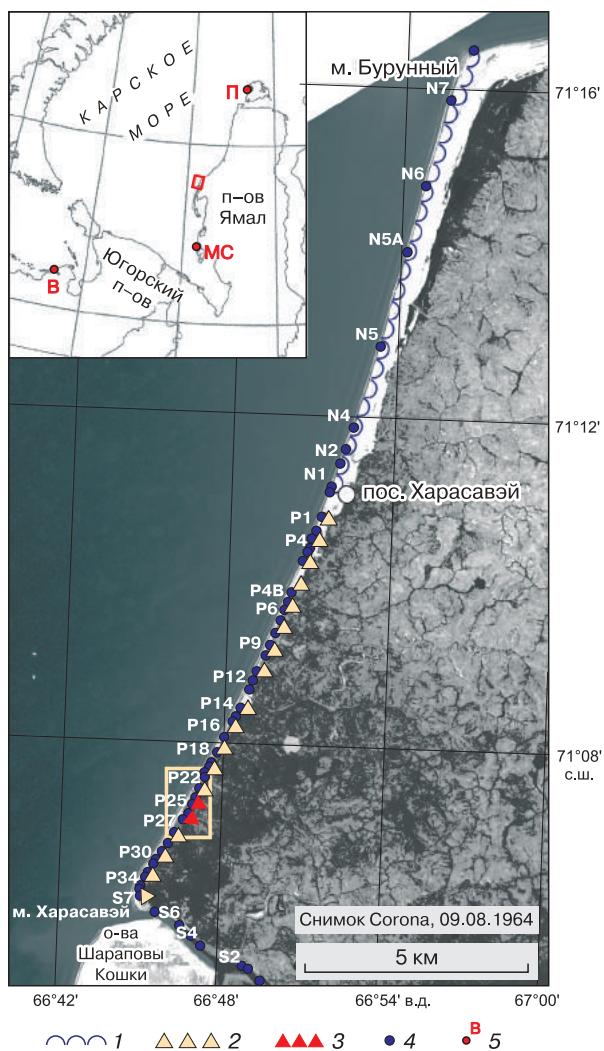 КАРСКОЕ
МОРЕ
П
п–ов
Ямал
МС
Югорский
п–ов
В
м. Бурунный
71°16'
N7
N6
N5A
N5
N4
71°12'
N2
N1
пос. Харасавэй
P1
P4
P4B
P6
P9
P12
P14
P16
P18
71°08'
с.ш.
P22
P25
P27
P30
P34
S7
м. Харасавэй
S6
о-ва
Шараповы
Кошки
S4
S2
Снимок Corona, 09.08.1964
5 км
66°42'
66°48'
66°54' в.д.
67°00'
1
2
3
4
В
5